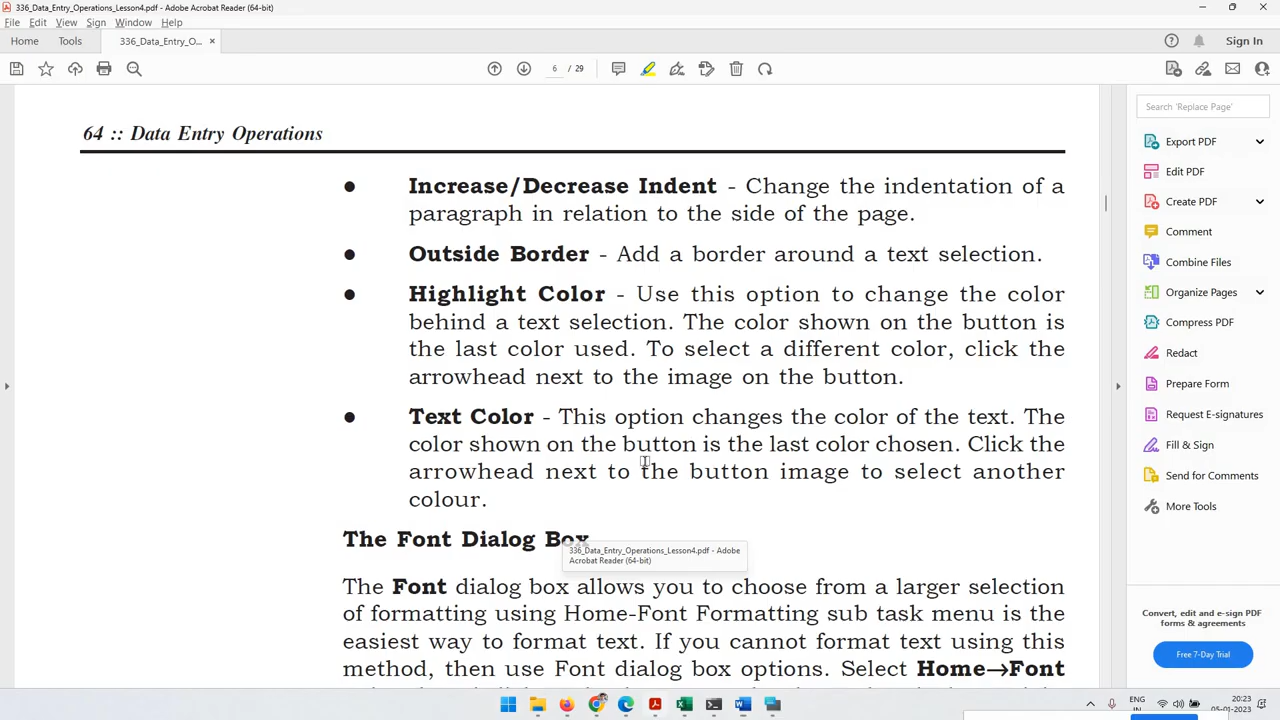 336_Data_Entry_Operations_Lesson4.pdf - Adobe Acrobat Reader (64-bit)
File Edit View Sign Window Help
Home Tools 336_Data_Entry_O... ×
Sign In
6 / 29
Search 'Replace Page'
Export PDF
Edit PDF
Create PDF
Comment
Combine Files
Organize Pages
Compress PDF
Redact
Prepare Form
Request E-signatures
Fill & Sign
Send for Comments
More Tools
Convert, edit and e-sign PDF
forms & agreements
Free 7-Day Trial
64 :: Data Entry Operations
● Increase/Decrease Indent - Change the indentation of a
paragraph in relation to the side of the page.
● Outside Border - Add a border around a text selection.
● Highlight Color - Use this option to change the color
behind a text selection. The color shown on the button is
the last color used. To select a different color, click the
arrowhead next to the image on the button.
● Text Color - This option changes the color of the text. The
color shown on the button is the last color chosen. Click the
arrowhead next to the button image to select another
colour.
The Font Dialog Box
336_Data_Entry_Operations_Lesson4.pdf - Adobe
Acrobat Reader (64-bit)
The Font dialog box allows you to choose from a larger selection
of formatting using Home-Font Formatting sub task menu is the
easiest way to format text. If you cannot format text using this
method, then use Font dialog box options. Select Home→Font
ENG
IN
20:23
05-01-2023